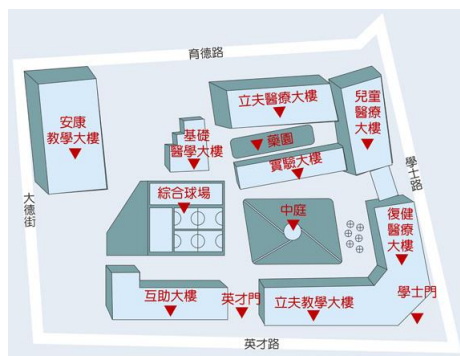 育德路
安康
教學大樓
立夫醫療大樓
兒童
醫療
大樓
基礎
醫學大樓
藥園
實驗大樓
學士路
大德街
綜合球場
中庭
復健
醫療
大樓
互助大樓
英才門
立夫教學大樓
學士門
英才路